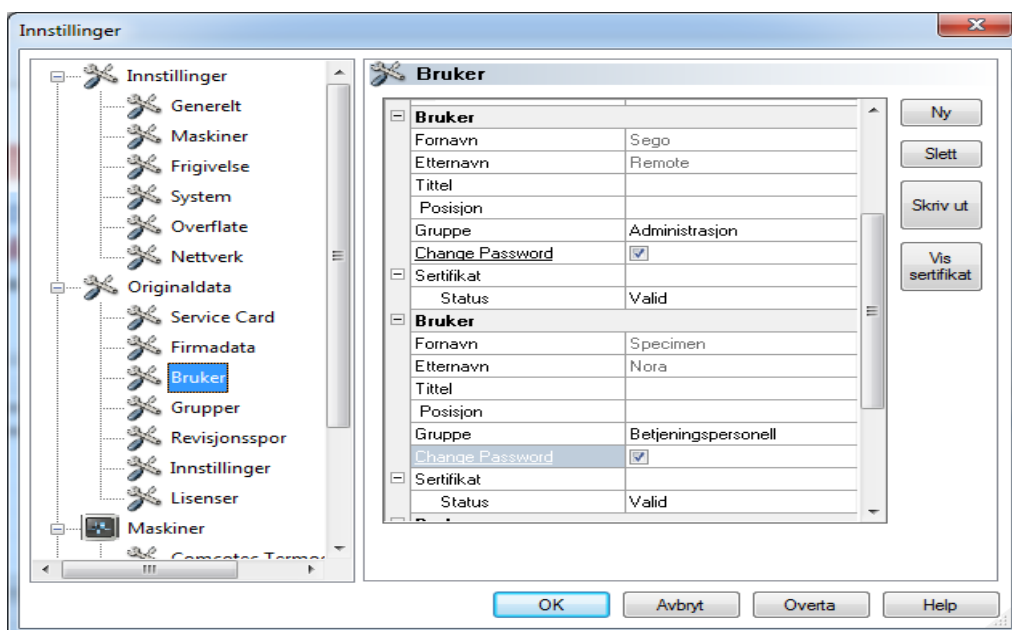 Innstillinger
Innstillinger
Generelt
Maskiner
Frigivelse
System
Overflate
Nettverk
Originaldata
Service Card
Firmadata
Bruker
Grupper
Revisjonsspor
Innstillinger
Lisenser
Maskiner
Comcotec
Bruker
Bruker
Fornavn Sego
Etternavn Remote
Tittel
Posisjon
Gruppe Administrasjon
Change Password
Sertifikat
Status Valid
Bruker
Fornavn Specimen
Etternavn Nora
Tittel
Posisjon
Gruppe Betjeningspersonell
Change Password
Sertifikat
Status Valid
Ny
Slett
Skriv ut
Vis
sertifikat
OK Avbryt Overta Help